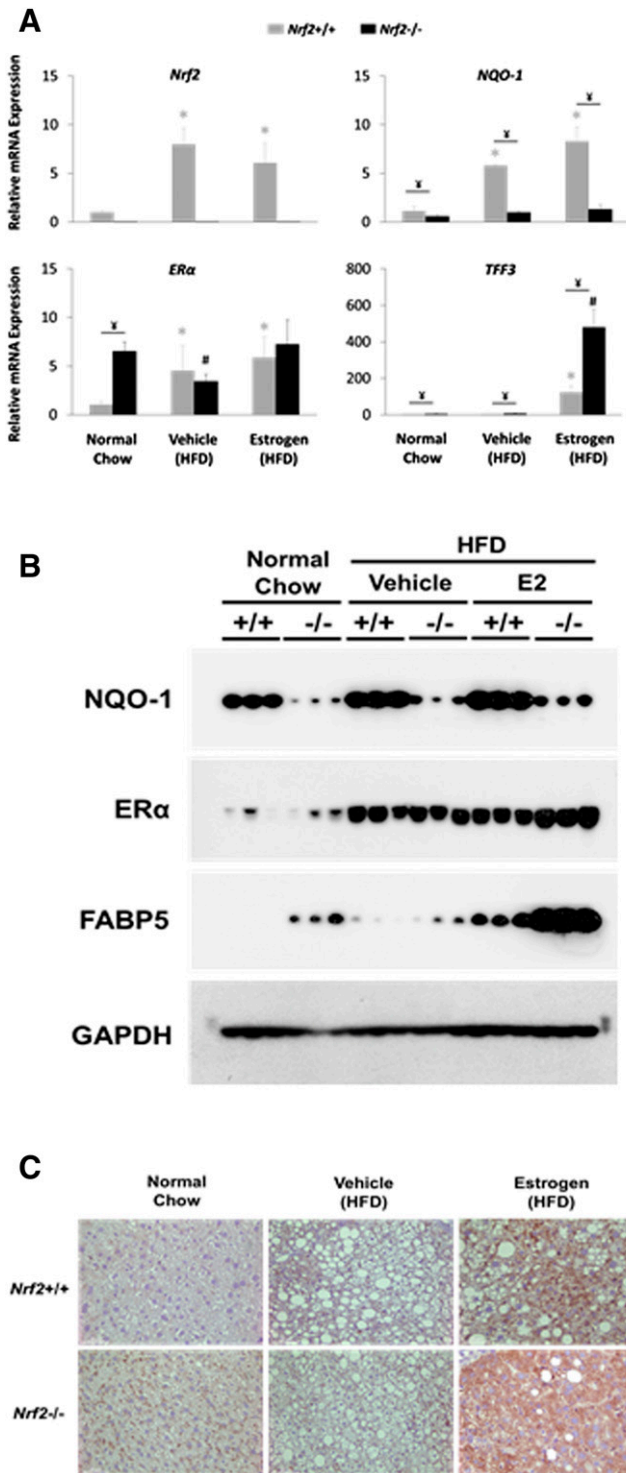 A
Nrf2+/+ Nrf2-/-
Nrf2 NQO-1
Relative mRNA Expression
15
10
5
0
* *
15
10
5
0
¥ * ¥ * ¥
ERα TFF3
Relative mRNA Expression
15
10
5
0
¥ * # *
800
600
400
200
0
¥ ¥ ¥ * #
Normal Chow Vehicle (HFD) Estrogen (HFD)
Normal Chow Vehicle (HFD) Estrogen (HFD)
B
HFD
Normal Chow Vehicle E2
+/+ -/- +/+ -/- +/+ -/-
NQO-1
ERα
FABP5
GAPDH
C
Normal Chow Vehicle (HFD) Estrogen (HFD)
Nrf2+/+
Nrf2-/-